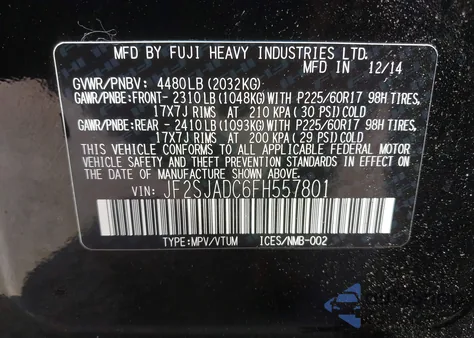 MFD. BY FUJI HEAVY INDUSTRIES LTD.
MFD IN 12/14
GVWR/PNBV: 4480LB (2032KG)
GAWR/PNBE:FRONT- 2310LB (1048KG)WITH P225/60R17 98H TIRES,
17X7J RIMS AT 210 KPA (30 PSI)COLD
GAWR/PNBE:REAR - 2410LB (1093KG)WITH P225/60R17 98H TIRES,
17X7J RIMS AT 200 KPA (29 PSI)COLD
THIS VEHICLE CONFORMS TO ALL APPLICABLE FEDERAL MOTOR
VEHICLE SAFETY AND THEFT PREVENTION STANDARDS IN EFFECT
ON THE DATE OF MANUFACTURE SHOWN ABOVE.
VIN: JF2SJADC6FH557801
TYPE:MPV/VTUM ICES/NMB-002